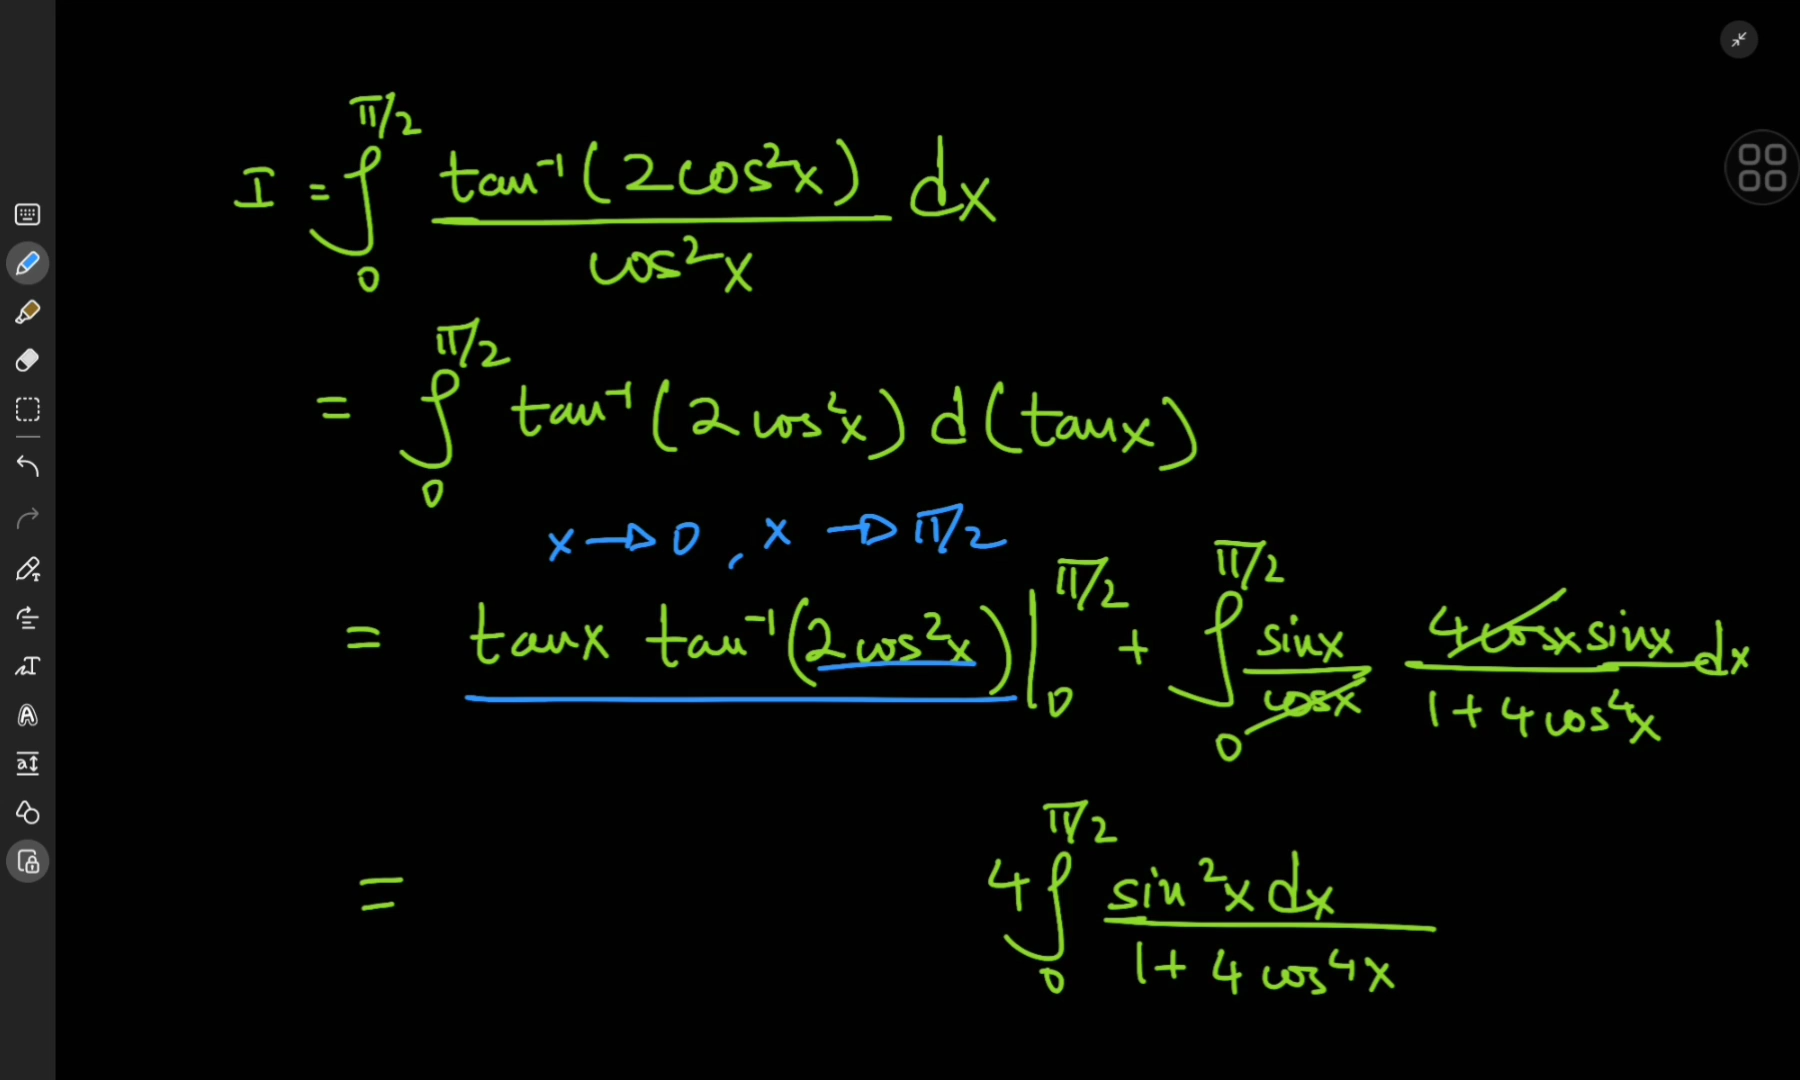 I = ∫₀^{π/2} tan⁻¹(2cos²x) / cos²x dx
= ∫₀^{π/2} tan⁻¹(2cos²x) d(tanx)
x → 0, x → π/2
= tanx tan⁻¹(2cos²x) |₀^{π/2} + ∫₀^{π/2} sinx / cosx 4cosx sinx / 1+4cos⁴x dx
= 4∫₀^{π/2} sin²x dx / 1+4cos⁴x